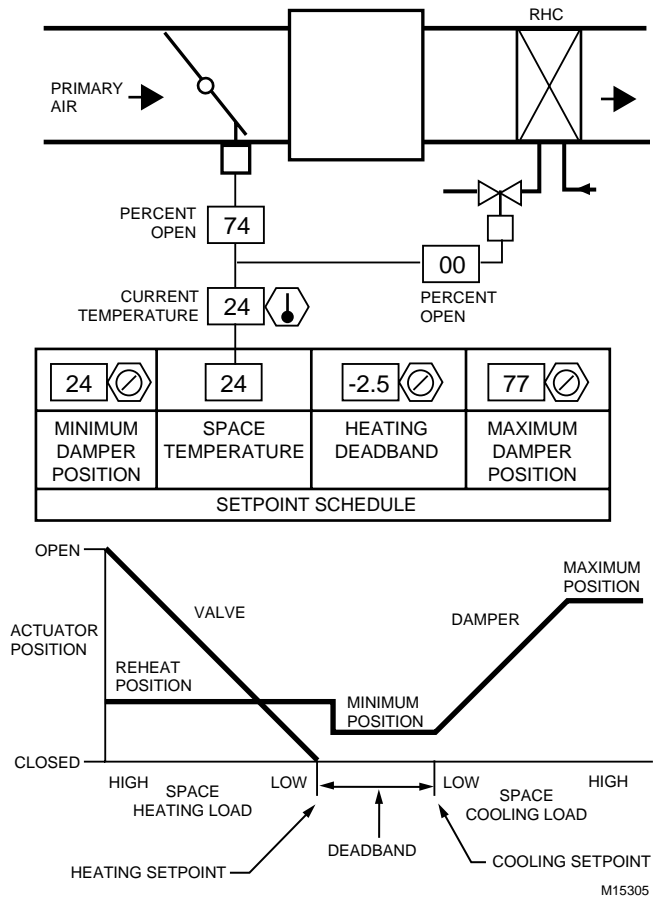 RHC
PRIMARY
AIR
PERCENT
OPEN
74
00
PERCENT
OPEN
CURRENT
TEMPERATURE
24
24
24
-2.5
77
MINIMUM
DAMPER
POSITION
SPACE
TEMPERATURE
HEATING
DEADBAND
MAXIMUM
DAMPER
POSITION
SETPOINT SCHEDULE
OPEN
MAXIMUM
POSITION
VALVE
DAMPER
ACTUATOR
POSITION
REHEAT
POSITION
MINIMUM
POSITION
CLOSED
HIGH
SPACE
HEATING LOAD
LOW
LOW
SPACE
COOLING LOAD
HIGH
DEADBAND
HEATING SETPOINT
COOLING SETPOINT
M15305